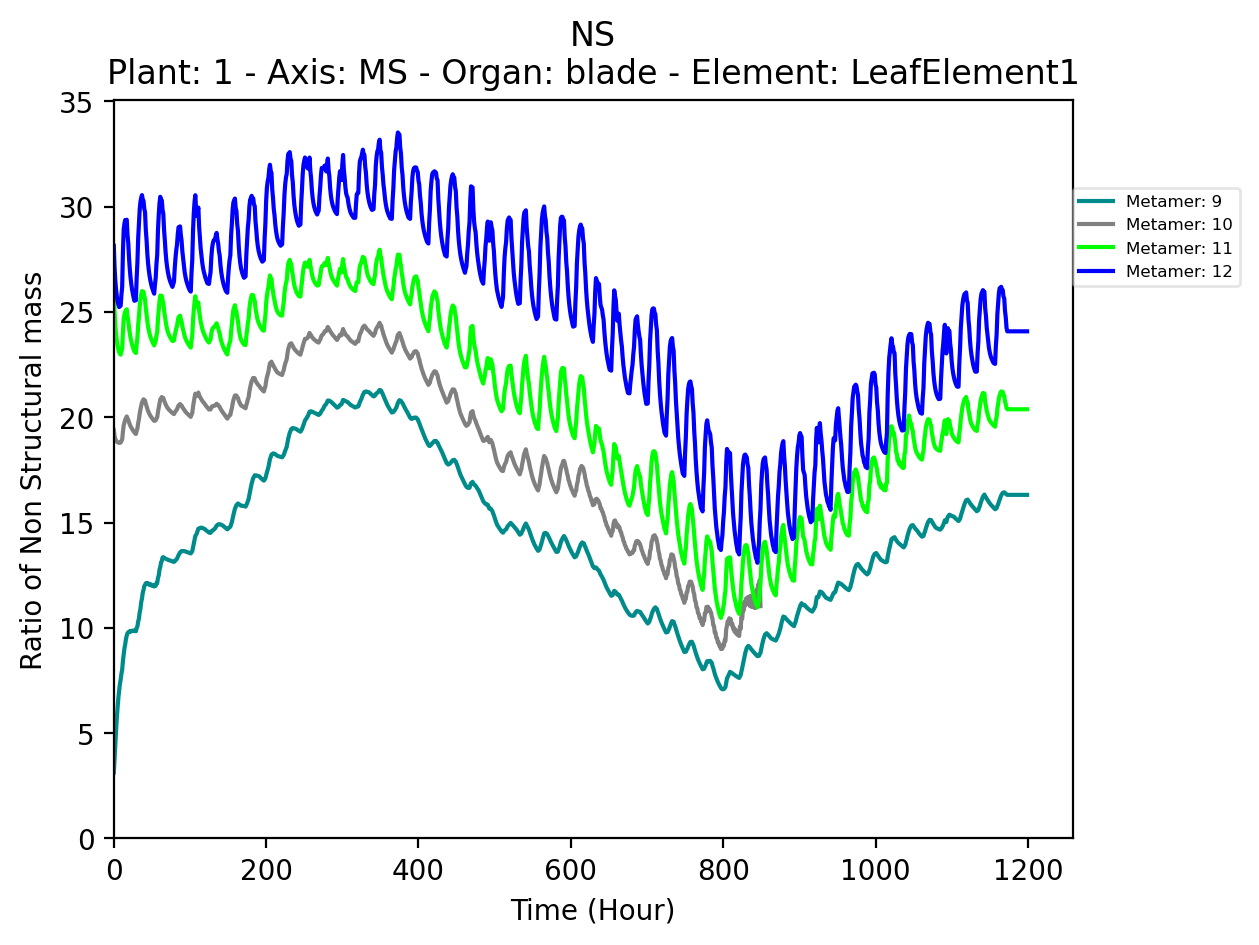 NS
Plant: 1 - Axis: MS - Organ: blade - Element: LeafElement1
35
30
25
20
15
10
5
0
Ratio of Non Structural mass
Metamer: 9
Metamer: 10
Metamer: 11
Metamer: 12
0 200 400 600 800 1000 1200
Time (Hour)